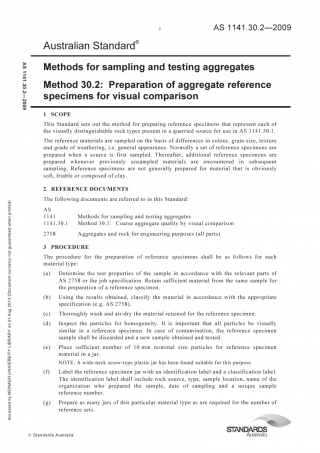 1
AS 1141.30.2—2009
Australian Standard®
Methods for sampling and testing aggregates
Method 30.2: Preparation of aggregate reference
specimens for visual comparison
1 SCOPE
This Standard sets out the method for preparing reference specimens that represent each of
the visually distinguishable rock types present in a quarried source for use in AS 1141.30.1.
The reference materials are sampled on the basis of differences in colour, grain size, texture
and grade of weathering, i.e. general appearance. Normally a set of reference specimens are
prepared when a source is first sampled. Thereafter, additional reference specimens are
prepared whenever previously unsampled materials are encountered in subsequent
sampling. Reference specimens are not generally prepared for material that is obviously
soft, friable or composed of clay.
2 REFERENCE DOCUMENTS
The following documents are referred to in this Standard:
AS
1141 Methods for sampling and testing aggregates
1141.30.1 Method 30.1: Coarse aggregate quality by visual comparison
2758 Aggregates and rock for engineering purposes (all parts)
3 PROCEDURE
The procedure for the preparation of reference specimens shall be as follows for each
material type:
(a) Determine the test properties of the sample in accordance with the relevant parts of
AS 2758 or the job specification. Retain sufficient material from the same sample for
the preparation of a reference specimen.
(b) Using the results obtained, classify the material in accordance with the appropriate
specification (e.g. AS 2758).
(c) Thoroughly wash and air-dry the material retained for the reference specimen.
(d) Inspect the particles for homogeneity. It is important that all particles be visually
similar in a reference specimen. In case of contamination, the reference specimen
sample shall be discarded and a new sample obtained and tested.
(e) Place sufficient number of 10 mm nominal size particles for reference specimen
material in a jar.
NOTE: A wide-neck screw-type plastic jar has been found suitable for this purpose.
(f) Label the reference specimen jar with an identification label and a classification label.
The identification label shall include rock source, type, sample location, name of the
organization who prepared the sample, date of sampling and a unique sample
reference number.
(g) Prepare as many jars of this particular material type as are required for the number of
reference sets.
© Standards Australia
STANDARDS
Australia
AS 1141.30.2—2009
Accessed by MONASH UNIVERSITY LIBRARY on 21 Aug 2012 (Document currency not guaranteed when printed)